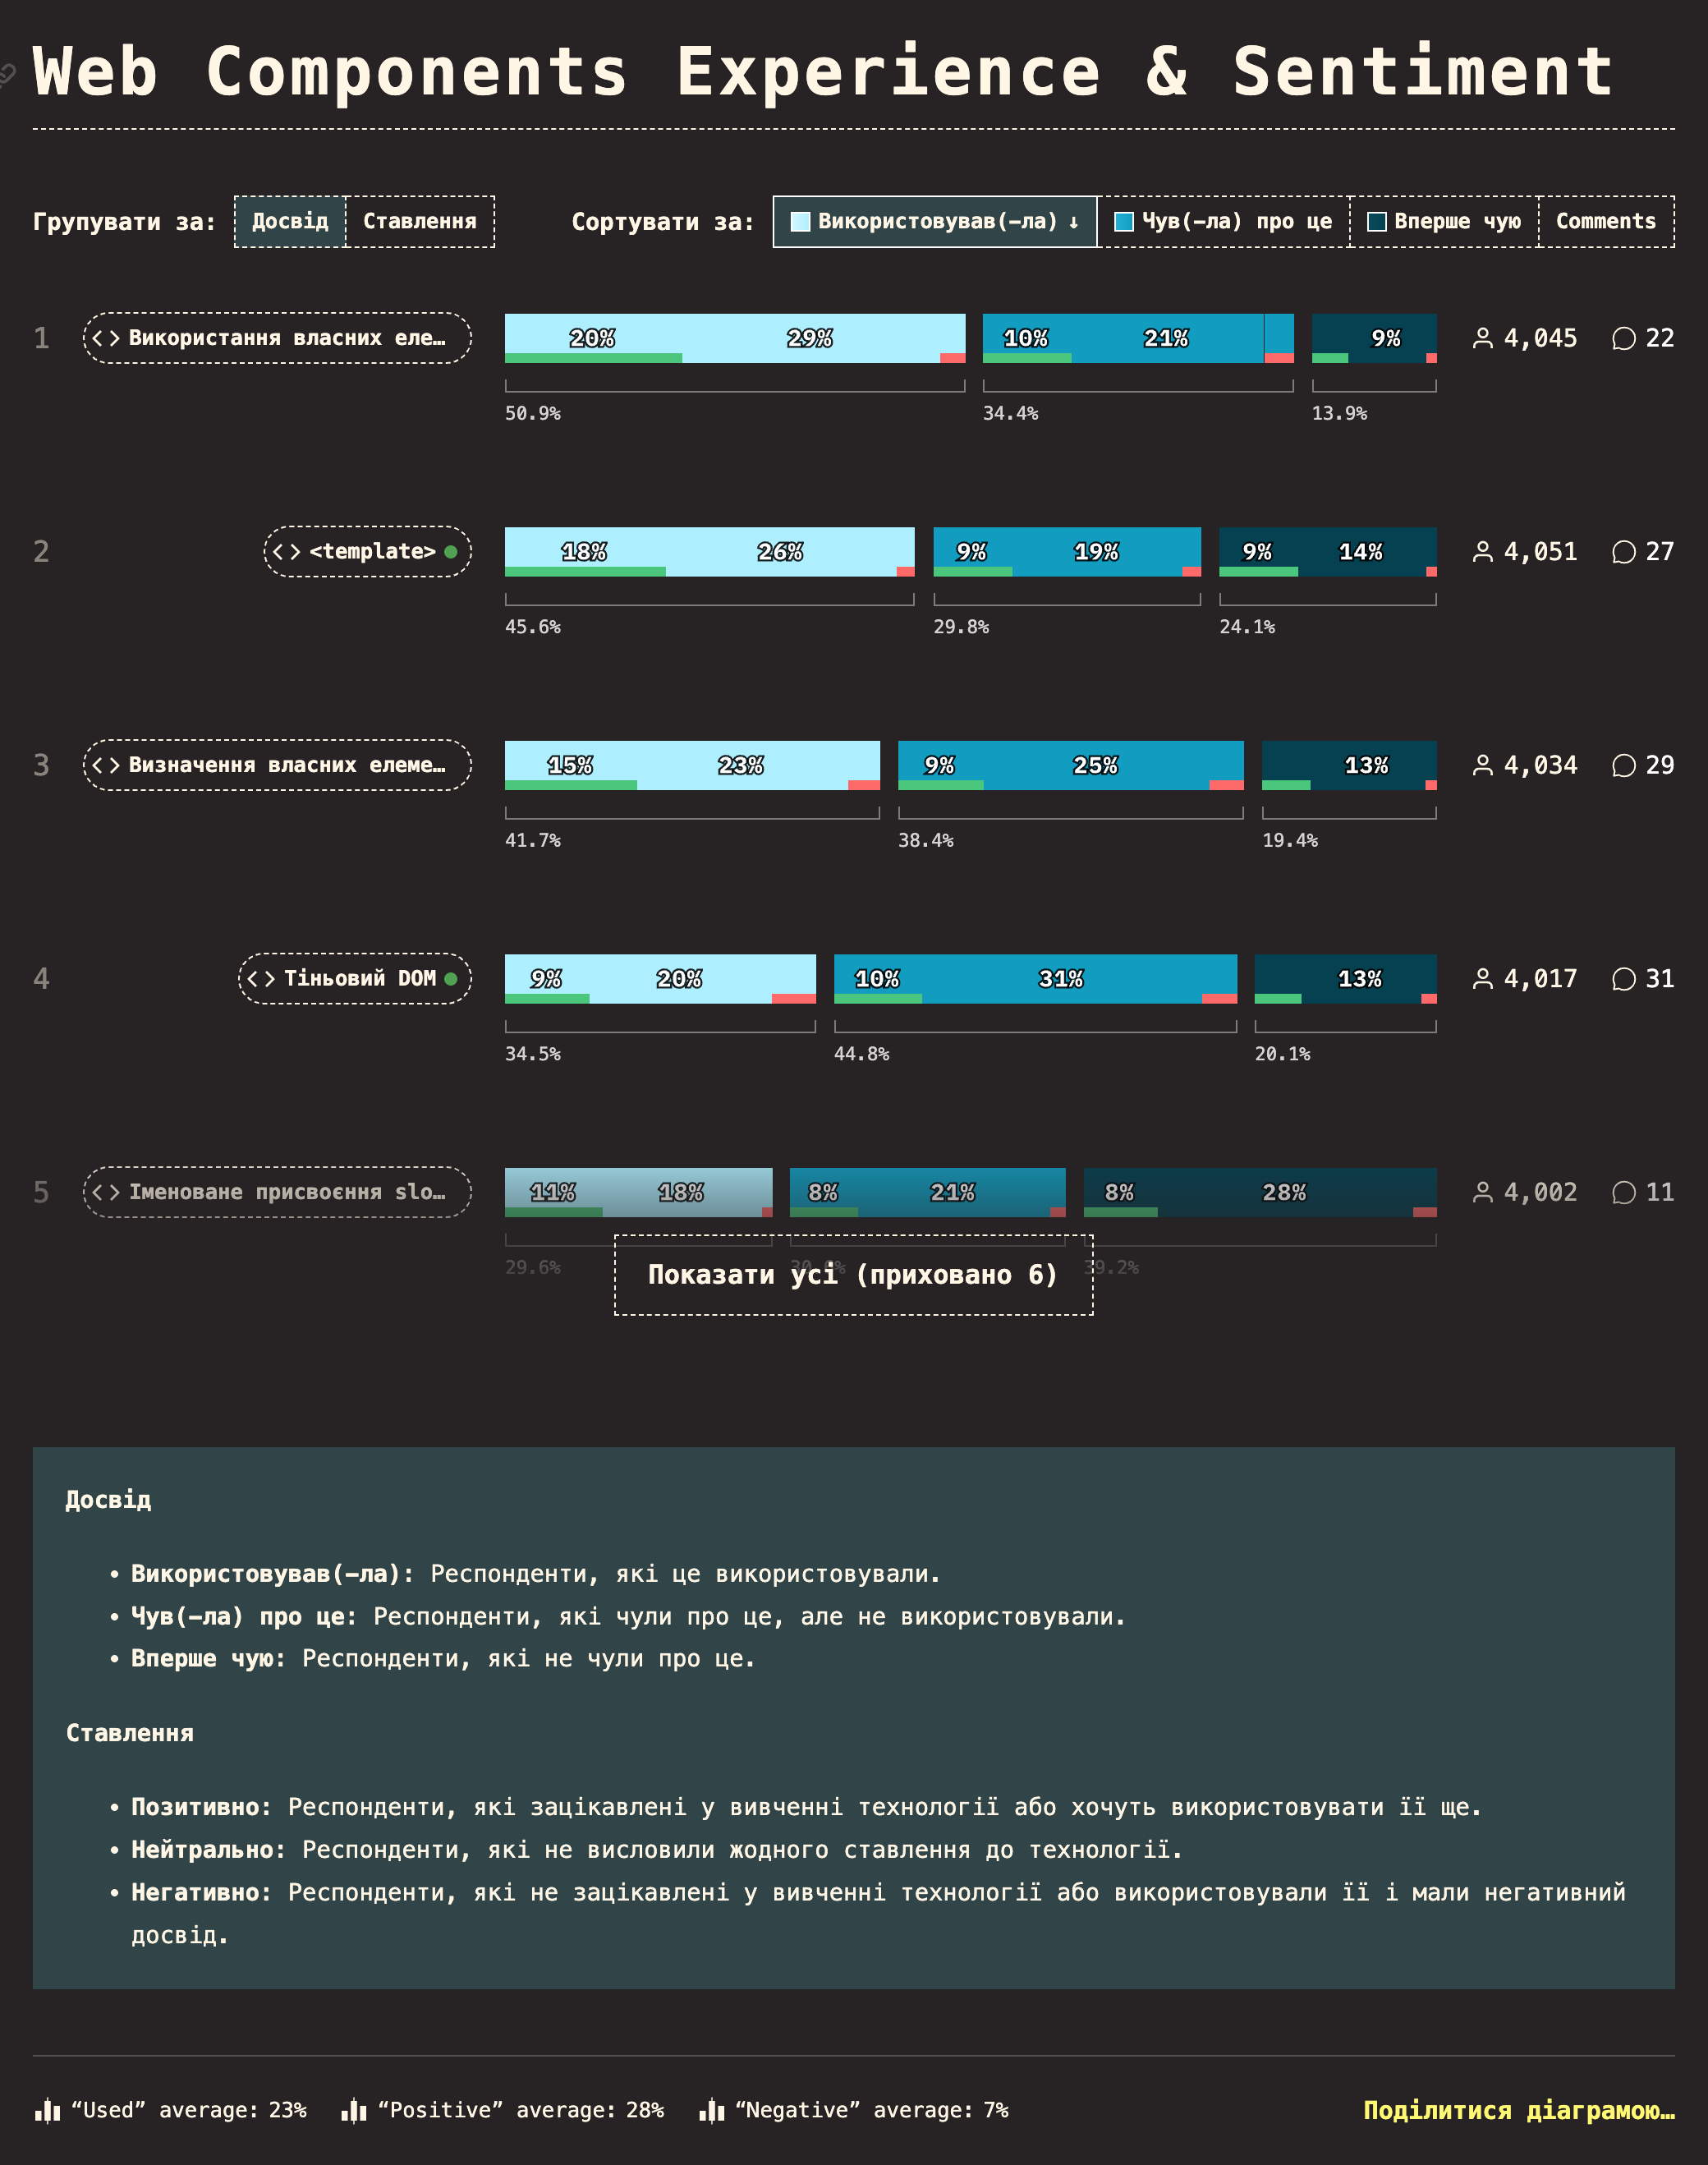 Web Components Experience & Sentiment
Групувати за: Досвід Ставлення Сортувати за: Використовував(-ла) ↓ Чув(-ла) про це Вперше чую Comments
1 Використання власних еле… 20% 29% 10% 21% 9% 4,045 22
50.9% 34.4% 13.9%
2 <template> 18% 26% 9% 19% 9% 14% 4,051 27
45.6% 29.8% 24.1%
3 Визначення власних елеме… 15% 23% 9% 25% 13% 4,034 29
41.7% 38.4% 19.4%
4 Тіньовий DOM 9% 20% 10% 31% 13% 4,017 31
34.5% 44.8% 20.1%
5 Іменоване присвоєння slo… 11% 18% 8% 21% 8% 28% 4,002 11
29.6% 39.2%
Показати усі (приховано 6)
Досвід
• Використовував(-ла): Респонденти, які це використовували.
• Чув(-ла) про це: Респонденти, які чули про це, але не використовували.
• Вперше чую: Респонденти, які не чули про це.
Ставлення
• Позитивно: Респонденти, які зацікавлені у вивченні технології або хочуть використовувати її ще.
• Нейтрально: Респонденти, які не висловили жодного ставлення до технології.
• Негативно: Респонденти, які не зацікавлені у вивченні технології або використовували її і мали негативний
досвід.
“Used” average: 23% “Positive” average: 28% “Negative” average: 7% Поділитися діаграмою…